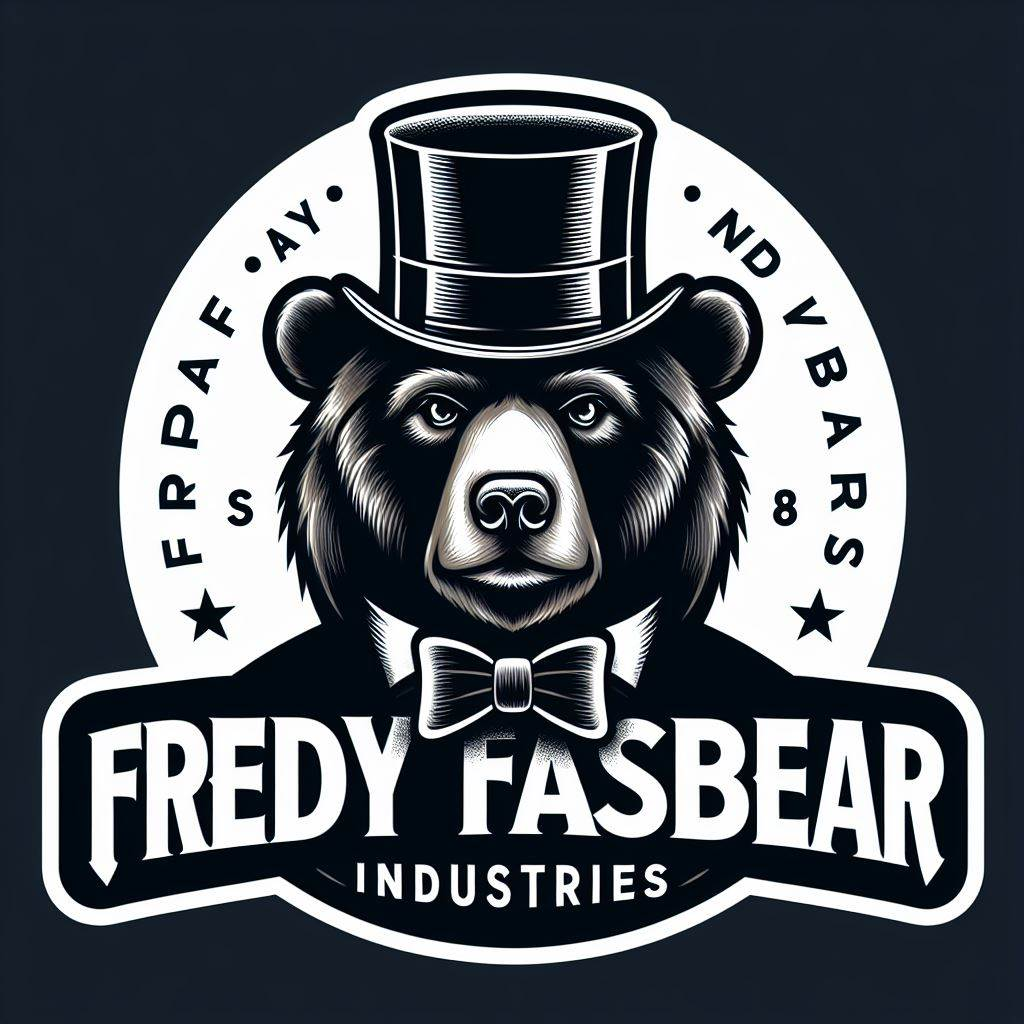 FRPAF • AY •
• ND VBARS
S 8
FREDY FASBEAR
INDUSTRIES